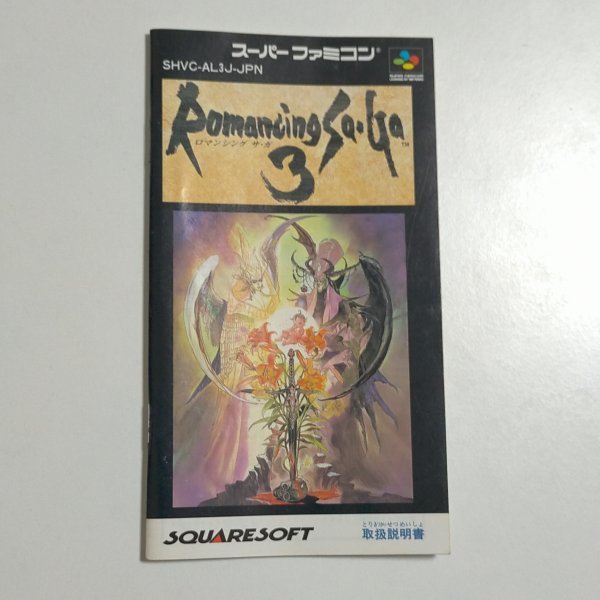 スーパーファミコン®
SHVC-AL3J-JPN
Romancing Sa・Ga
ロマンシング サ・ガ
TM
3
SQUARESOFT
とりあつかいせつめいしょ
取扱説明書